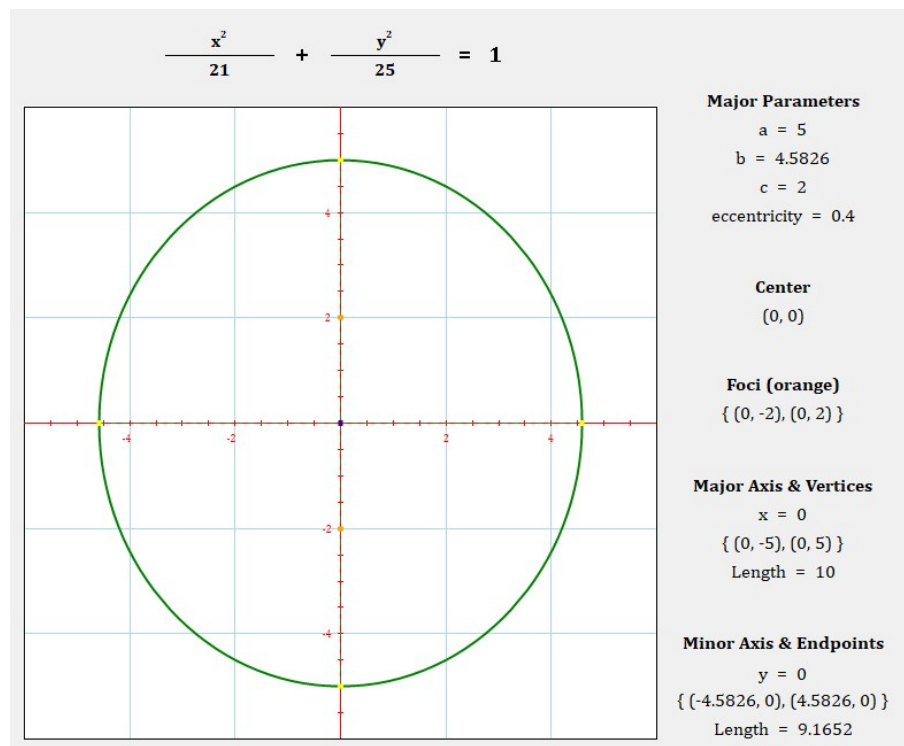 x² / 21 + y² / 25 = 1
Major Parameters
a = 5
b = 4.5826
c = 2
eccentricity = 0.4
Center
(0, 0)
Foci (orange)
{ (0, -2), (0, 2) }
Major Axis & Vertices
x = 0
{ (0, -5), (0, 5) }
Length = 10
Minor Axis & Endpoints
y = 0
{ (-4.5826, 0), (4.5826, 0) }
Length = 9.1652
4
2
-4 -2 2 4
-2
-4